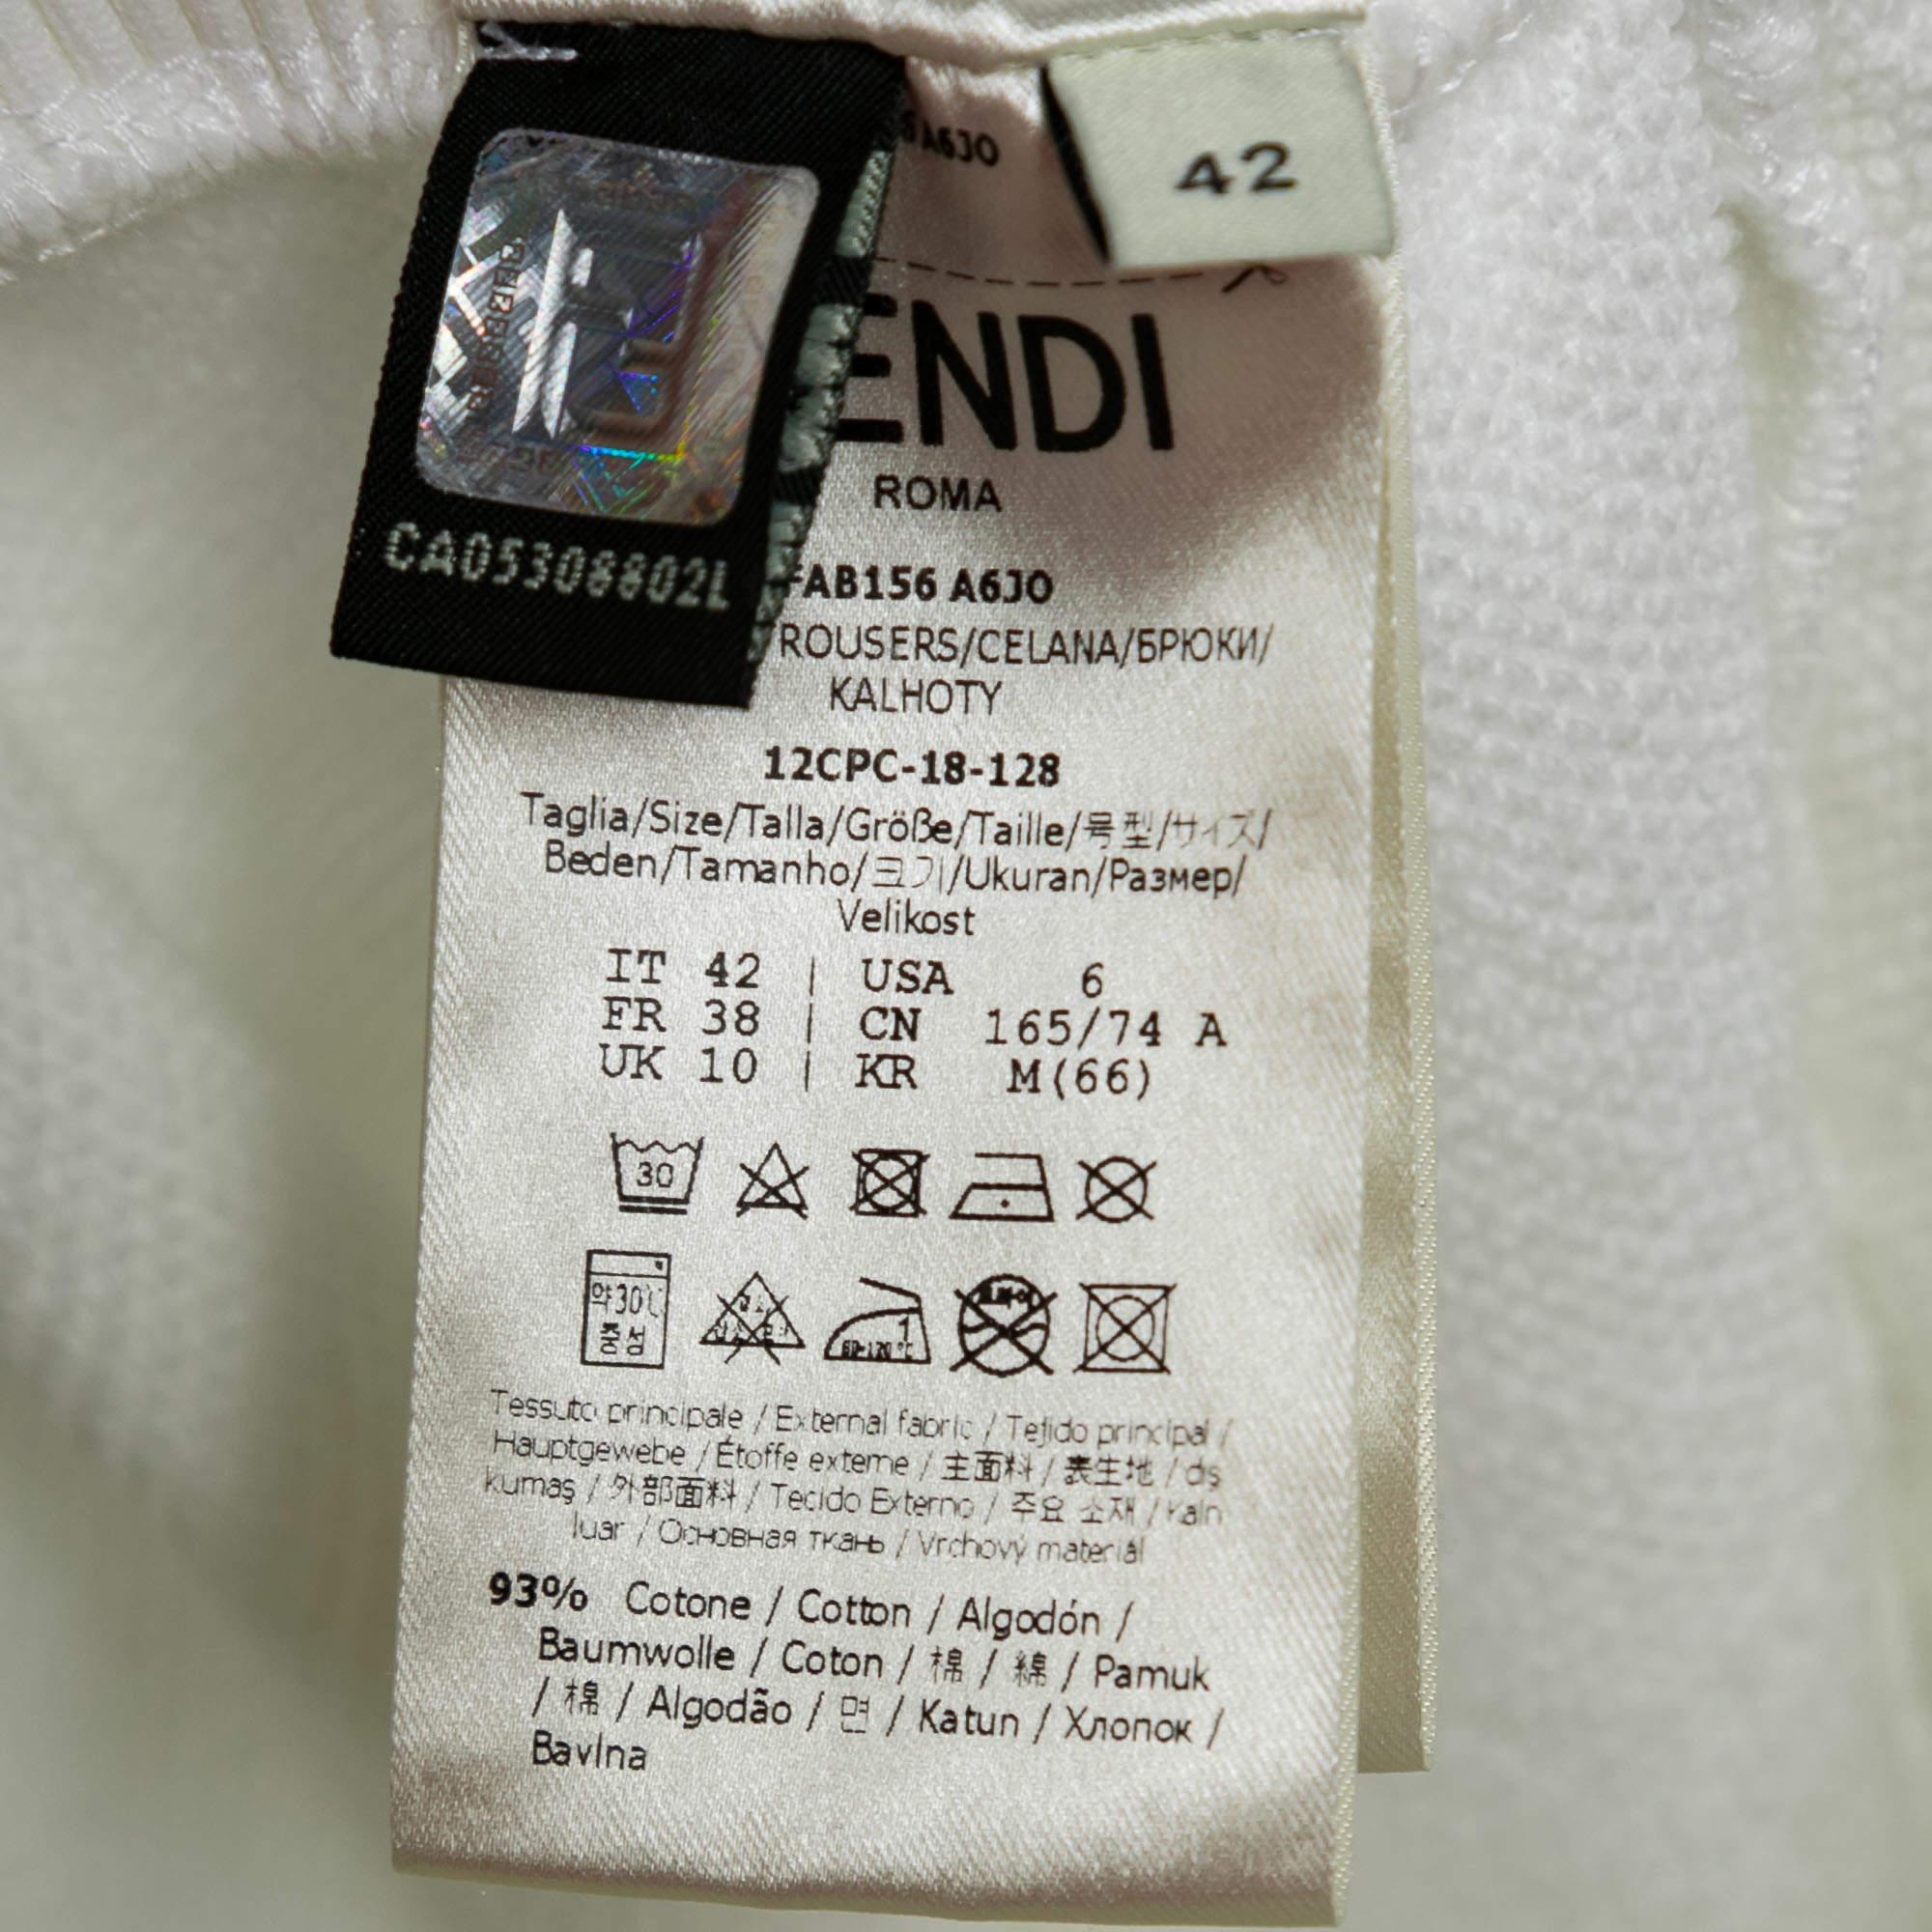 42
A6JO
CA05308802L
ENDI
ROMA
FAB156 A6JO
TROUSERS/CELANA/БРЮКИ/
KALHOTY
12CPC-18-128
Taglia/Size/Talla/Größe/Taille/号型/サイズ/
Beden/Tamanho/크기/Ukuran/Размер/
Velikost
IT 42 | USA 6
FR 38 | CN 165/74 A
UK 10 | KR M(66)
30
약30℃
중성
1
80-120℃
Tessuto principale / External fabric / Tejido principal /
Hauptgewebe / Étoffe externe / 主面料 / 表生地 / dış
kumaş / 外部面料 / Tecido Externo / 주요 소재 / Kain
luar / Основная ткань / Vrchový materiál
93% Cotone / Cotton / Algodón /
Baumwolle / Coton / 棉 / 綿 / Pamuk
/ 棉 / Algodão / 면 / Katun / Хлопок /
Bavlna